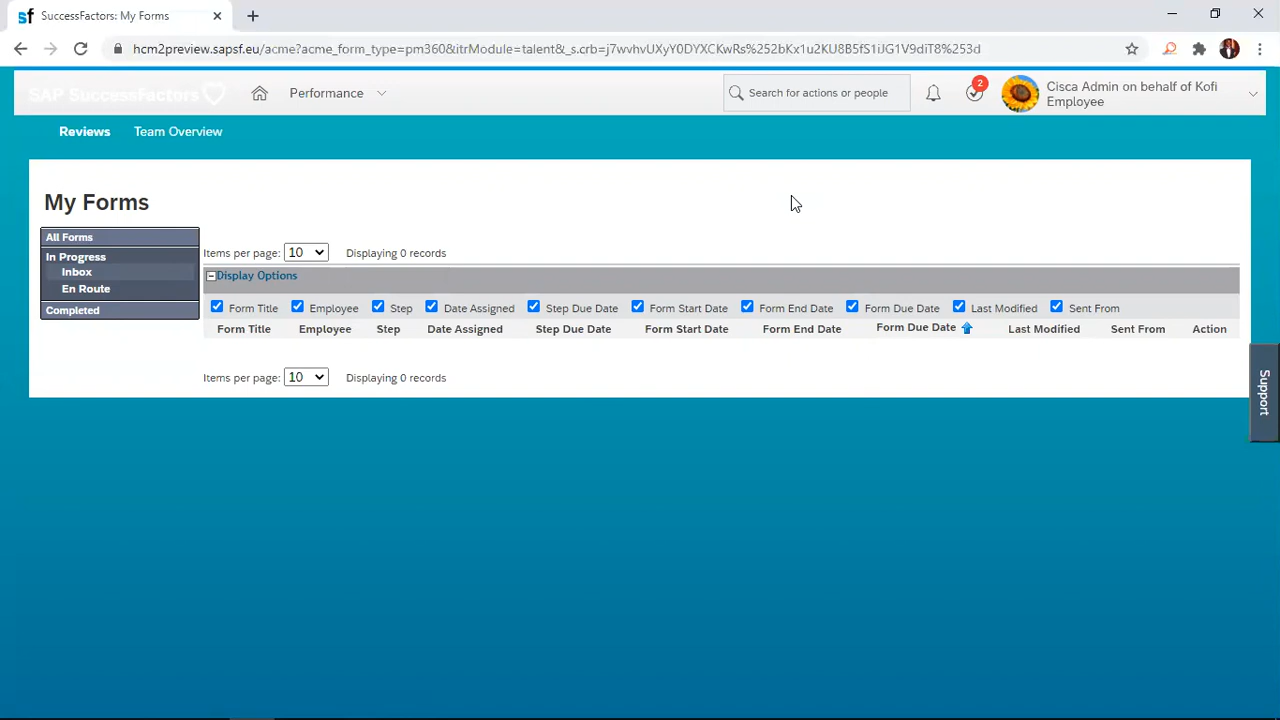 SuccessFactors: My Forms
hcm2preview.sapsf.eu/acme?acme_form_type=pm360&itrModule=talent&_s.crb=j7wvhvUXyY0DYXCKwRs%252bKx1u2KU8B5fS1iJG1V9diT8%253d
SAP SuccessFactors
Performance
Search for actions or people
2
Cisca Admin on behalf of Kofi
Employee
Reviews Team Overview
My Forms
All Forms
In Progress
Inbox
En Route
Completed
Items per page: 10 Displaying 0 records
Display Options
Form Title Employee Step Date Assigned Step Due Date Form Start Date Form End Date Form Due Date Last Modified Sent From
Form Title Employee Step Date Assigned Step Due Date Form Start Date Form End Date Form Due Date Last Modified Sent From Action
Items per page: 10 Displaying 0 records
Support